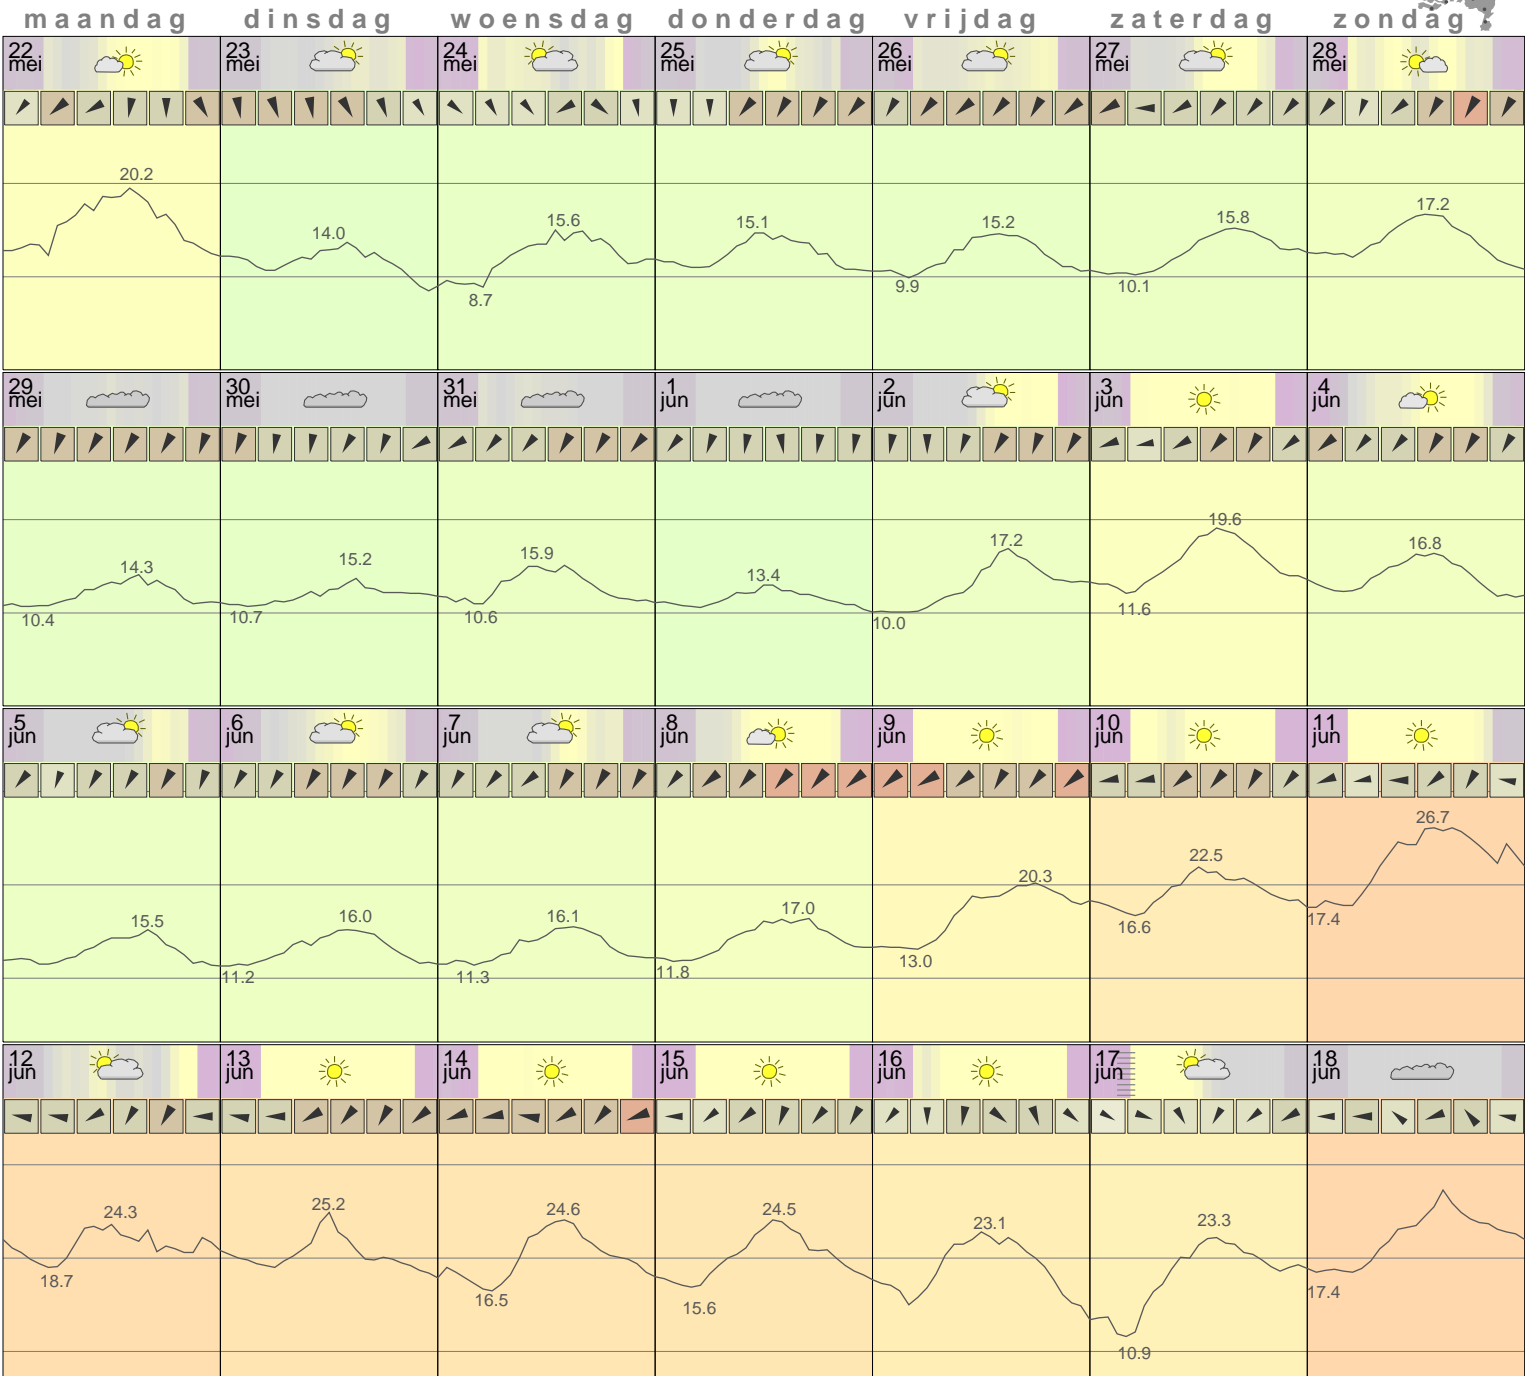 maandag dinsdag woensdag donderdag vrijdag zaterdag zondag
22 23 24 25 26 27 28
mei mei mei mei mei mei mei
20.2 14.0 8.7 15.6 15.1 9.9 15.2 10.1 15.8 17.2
29 30 31 1 2 3 4
mei mei mei jun jun jun jun
10.4 14.3 10.7 15.2 10.6 15.9 13.4 10.0 17.2 11.6 19.6 16.8
5 6 7 8 9 10 11
jun jun jun jun jun jun jun
15.5 11.2 16.0 11.3 16.1 11.8 17.0 13.0 20.3 16.6 22.5 17.4 26.7
12 13 14 15 16 17 18
jun jun jun jun jun jun jun
18.7 24.3 25.2 16.5 24.6 15.6 24.5 23.1 10.9 23.3 17.4